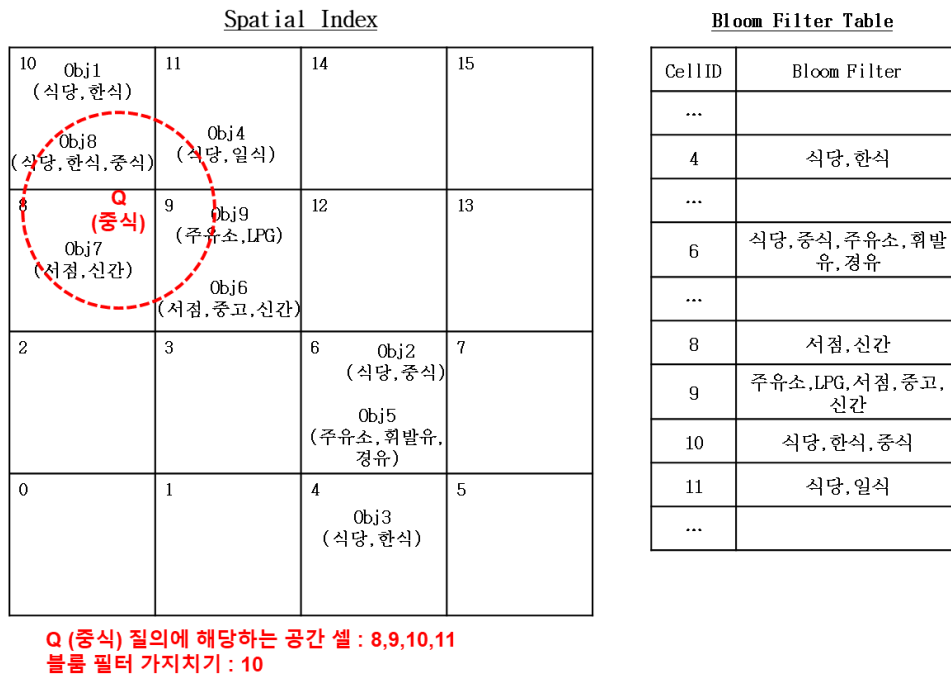 Spatial Index
10
Obj1
(식당,한식)
Obj8
(식당,한식,중식)
11
Obj4
(식당,일식)
14
15
8
Q
(중식)
Obj7
(서점,신간)
9
Obj9
(주유소,LPG)
Obj6
(서점,중고,신간)
12
13
2
3
6
Obj2
(식당,중식)
Obj5
(주유소,휘발유,
경유)
7
0
1
4
Obj3
(식당,한식)
5
Q (중식) 질의에 해당하는 공간 셀 : 8,9,10,11
블룸 필터 가지치기 : 10
Bloom Filter Table
CellID Bloom Filter
...
4 식당,한식
...
6 식당,중식,주유소,휘발
유,경유
...
8 서점,신간
9 주유소,LPG,서점,중고,
신간
10 식당,한식,중식
11 식당,일식
...